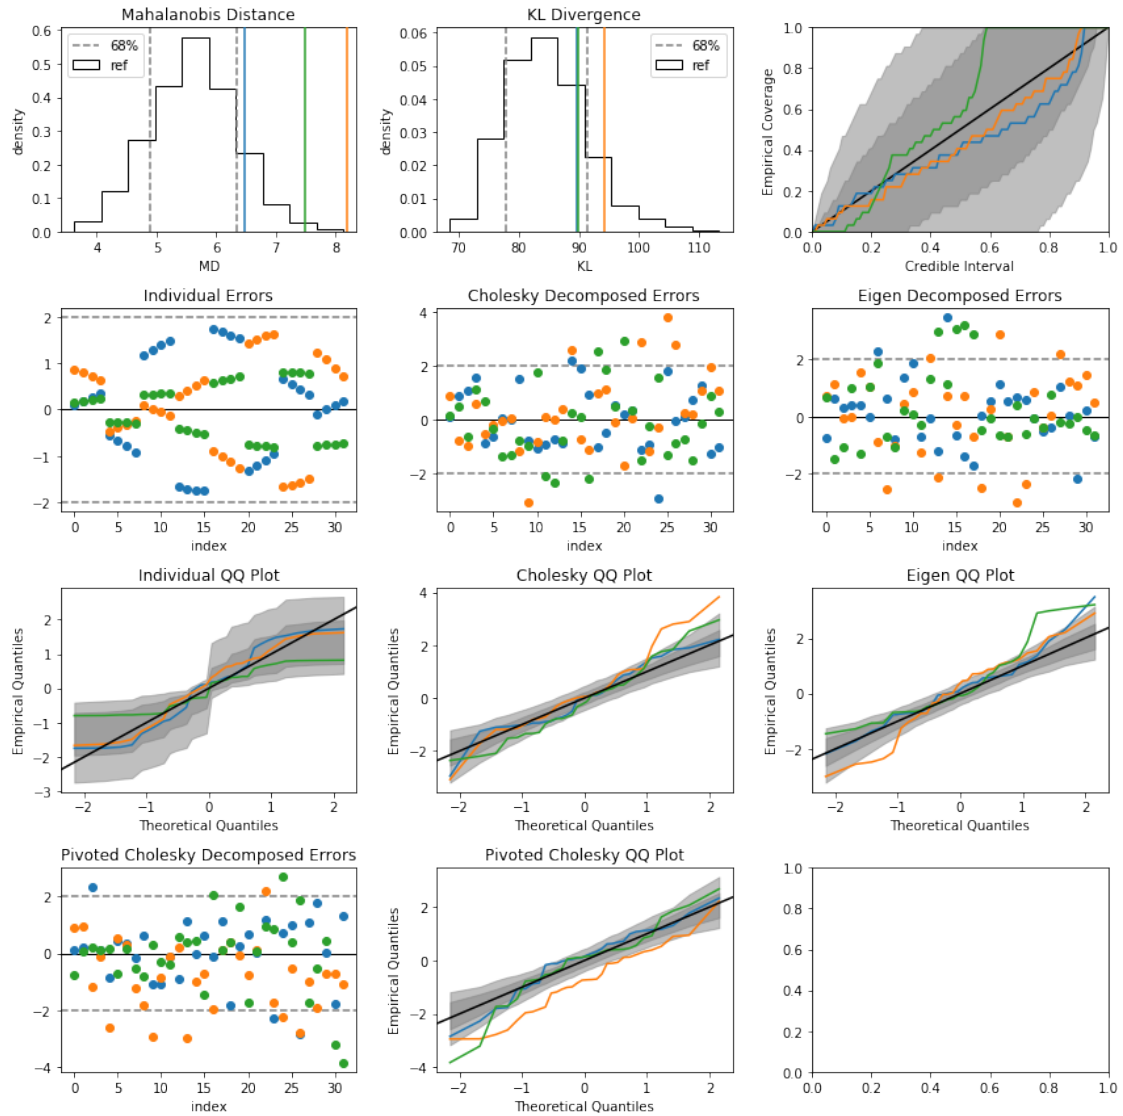 Mahalanobis Distance
0.6
0.5
0.4
0.3
0.2
0.1
0.0
density
68%
ref
4 5 6 7 8
MD
KL Divergence
0.06
0.05
0.04
0.03
0.02
0.01
0.00
density
68%
ref
70 80 90 100 110
KL
1.0
0.8
0.6
0.4
0.2
0.0
Empirical Coverage
0.0 0.2 0.4 0.6 0.8 1.0
Credible Interval
Individual Errors
2
1
0
−1
−2
0 5 10 15 20 25 30
index
Cholesky Decomposed Errors
4
2
0
−2
0 5 10 15 20 25 30
index
Eigen Decomposed Errors
2
0
−2
0 5 10 15 20 25 30
index
Individual QQ Plot
2
1
0
−1
−2
−3
Empirical Quantiles
−2 −1 0 1 2
Theoretical Quantiles
Cholesky QQ Plot
4
2
0
−2
Empirical Quantiles
−2 −1 0 1 2
Theoretical Quantiles
Eigen QQ Plot
2
0
−2
Empirical Quantiles
−2 −1 0 1 2
Theoretical Quantiles
Pivoted Cholesky Decomposed Errors
2
0
−2
−4
0 5 10 15 20 25 30
index
Pivoted Cholesky QQ Plot
2
0
−2
−4
Empirical Quantiles
−2 −1 0 1 2
Theoretical Quantiles
1.0
0.8
0.6
0.4
0.2
0.0
0.0 0.2 0.4 0.6 0.8 1.0